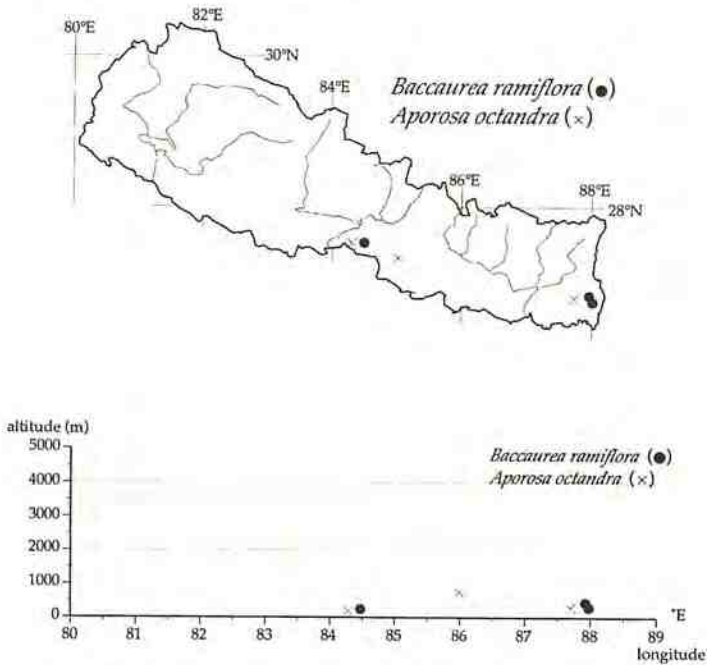 80°E
82°E
30°N
84°E
Baccaurea ramiflora (●)
Aporosa octandra (×)
86°E
88°E
28°N
altitude (m)
5000
4000
3000
2000
1000
0
Baccaurea ramiflora (●)
Aporosa octandra (×)
80 82 83 84 85 86 87 88 89
°E
longitude